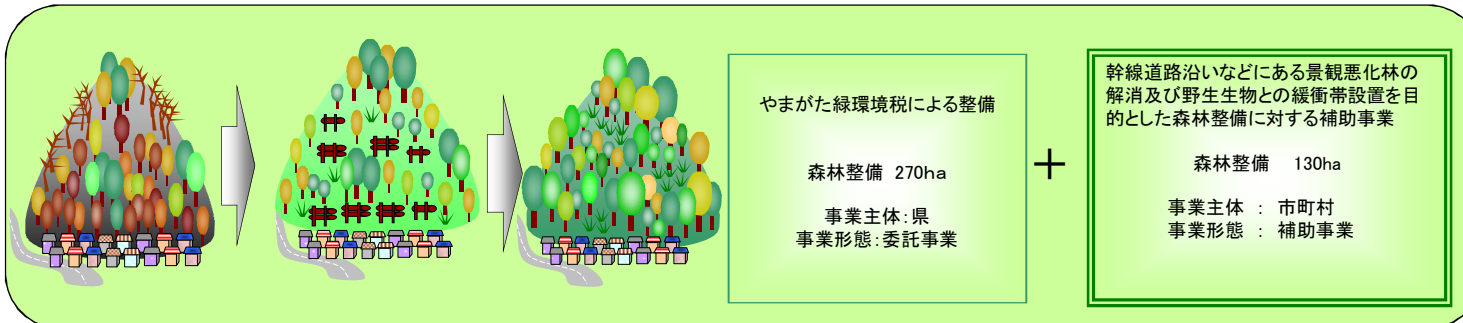 やまがた緑環境税による整備
森林整備 270ha
事業主体：県
事業形態：委託事業
＋
幹線道路沿いなどにある景観悪化林の
解消及び野生生物との緩衝帯設置を目
的とした森林整備に対する補助事業
森林整備　130ha
事業主体 ： 市町村
事業形態 ： 補助事業